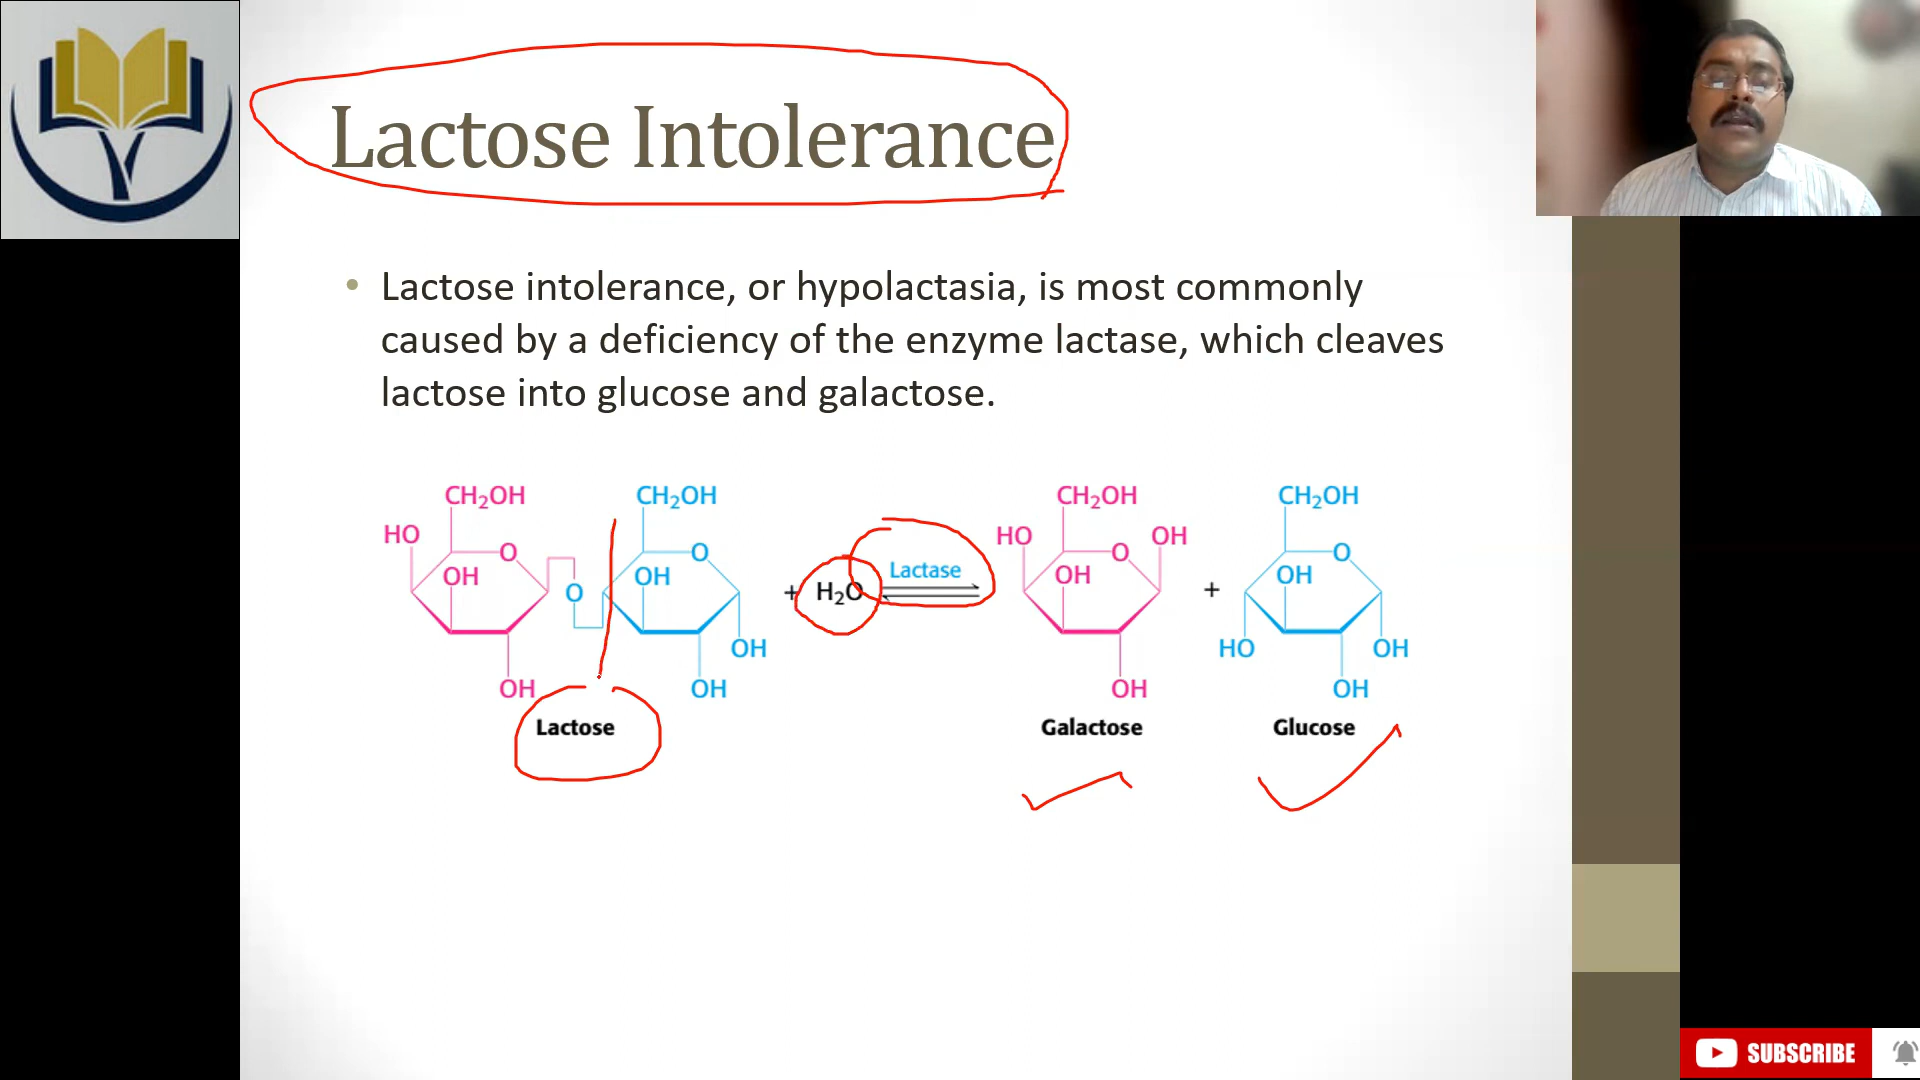 Lactose Intolerance
• Lactose intolerance, or hypolactasia, is most commonly
caused by a deficiency of the enzyme lactase, which cleaves
lactose into glucose and galactose.
CH₂OH CH₂OH CH₂OH CH₂OH
HO O O HO O OH O
OH OH Lactase OH OH
O + H₂O +
OH HO OH
OH OH OH OH
Lactose Galactose Glucose
SUBSCRIBE